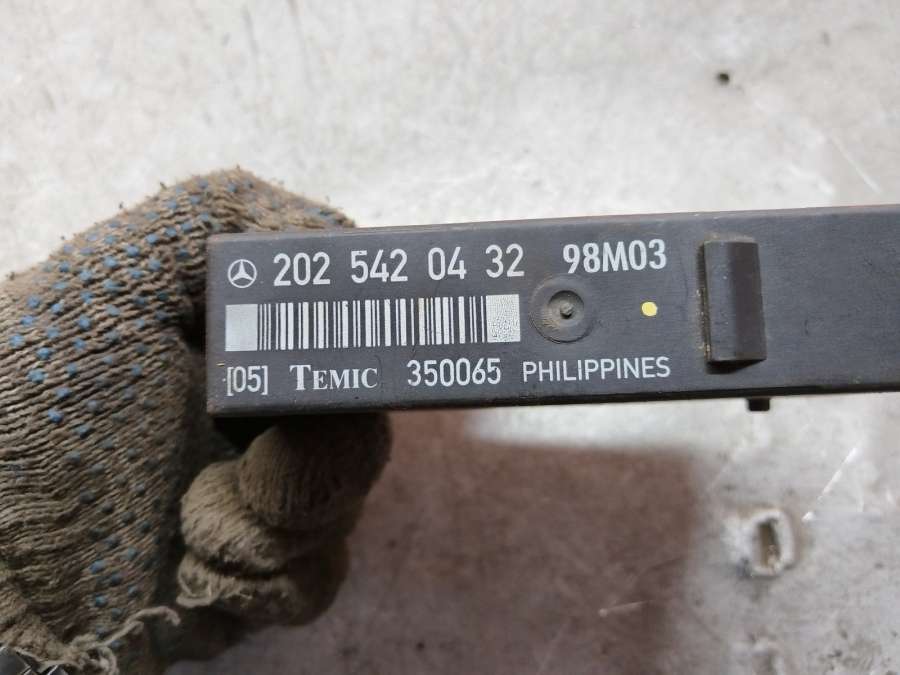 202 542 04 32 98M03
[05] TEMIC 350065 PHILIPPINES